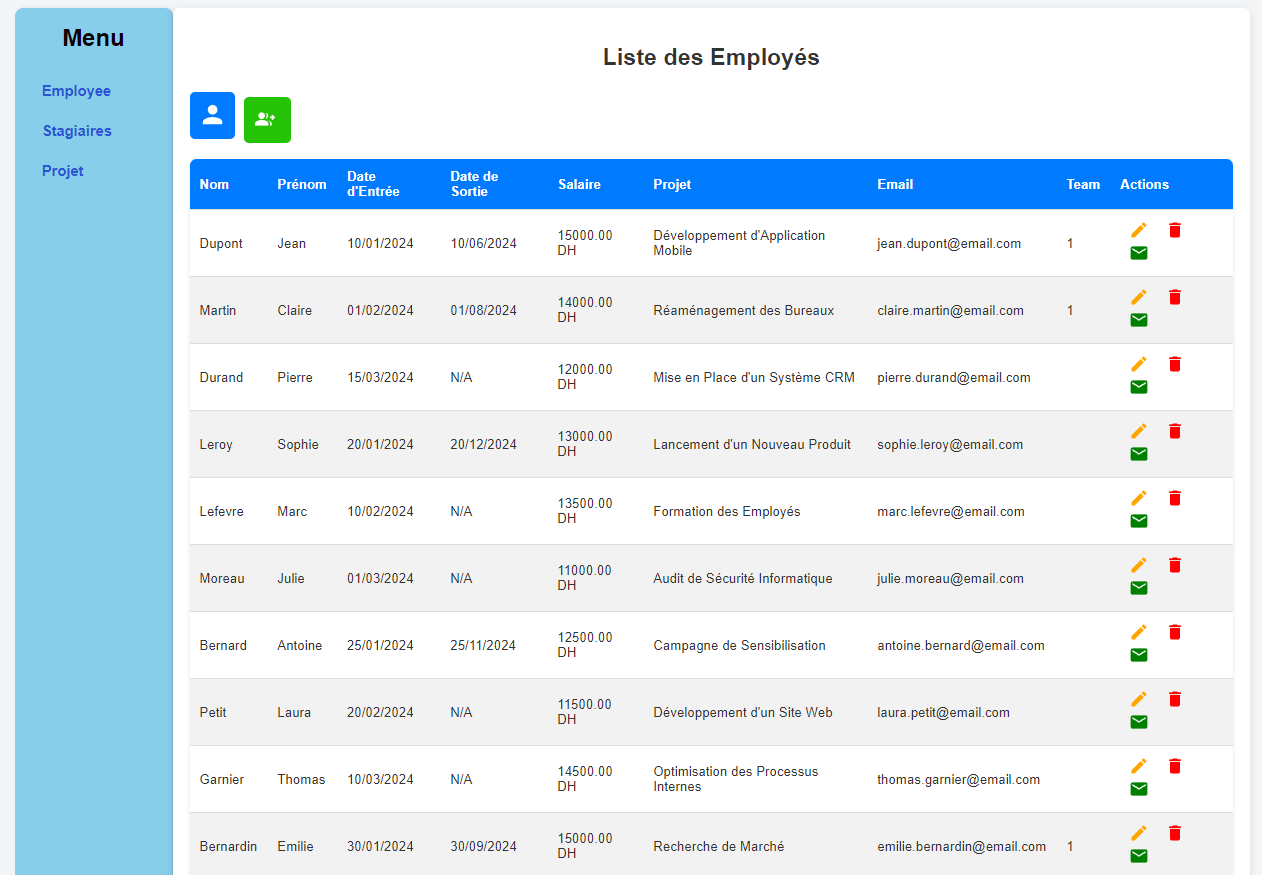 Menu
Employee
Stagiaires
Projet
Liste des Employés
Nom Prénom Date d'Entrée Date de Sortie Salaire Projet Email Team Actions
Dupont Jean 10/01/2024 10/06/2024 15000.00 DH Développement d'Application Mobile jean.dupont@email.com 1
Martin Claire 01/02/2024 01/08/2024 14000.00 DH Réaménagement des Bureaux claire.martin@email.com 1
Durand Pierre 15/03/2024 N/A 12000.00 DH Mise en Place d'un Système CRM pierre.durand@email.com
Leroy Sophie 20/01/2024 20/12/2024 13000.00 DH Lancement d'un Nouveau Produit sophie.leroy@email.com
Lefevre Marc 10/02/2024 N/A 13500.00 DH Formation des Employés marc.lefevre@email.com
Moreau Julie 01/03/2024 N/A 11000.00 DH Audit de Sécurité Informatique julie.moreau@email.com
Bernard Antoine 25/01/2024 25/11/2024 12500.00 DH Campagne de Sensibilisation antoine.bernard@email.com
Petit Laura 20/02/2024 N/A 11500.00 DH Développement d'un Site Web laura.petit@email.com
Garnier Thomas 10/03/2024 N/A 14500.00 DH Optimisation des Processus Internes thomas.garnier@email.com
Bernardin Emilie 30/01/2024 30/09/2024 15000.00 DH Recherche de Marché emilie.bernardin@email.com 1